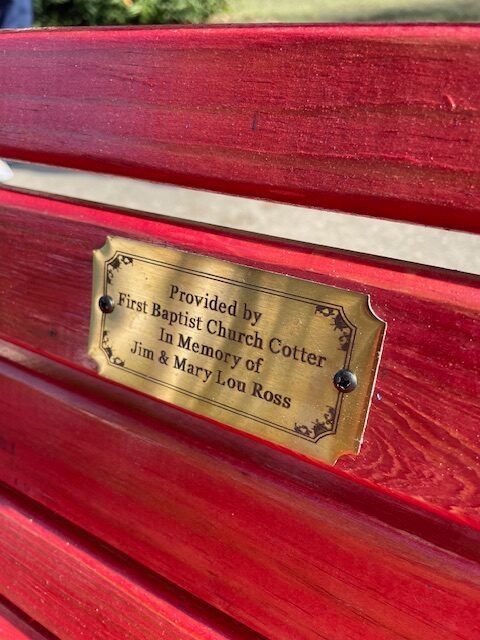 Provided by
First Baptist Church Cotter
In Memory of
Jim & Mary Lou Ross